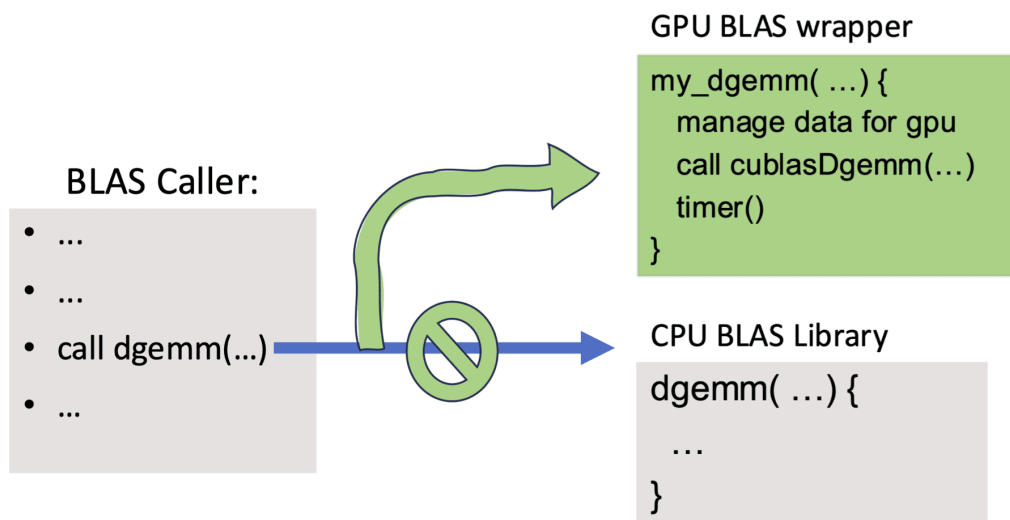 BLAS Caller:
• ...
• ...
• call dgemm(...)
• ...
GPU BLAS wrapper
my_dgemm( ...) {
manage data for gpu
call cublasDgemm(...)
timer()
}
CPU BLAS Library
dgemm( ...) {
...
}